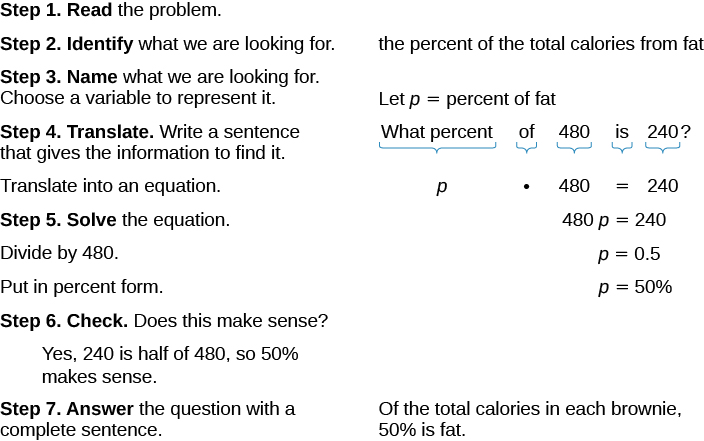 Step 1. Read the problem.
Step 2. Identify what we are looking for. the percent of the total calories from fat
Step 3. Name what we are looking for.
Choose a variable to represent it. Let p = percent of fat
Step 4. Translate. Write a sentence What percent of 480 is 240?
that gives the information to find it.
Translate into an equation. p • 480 = 240
Step 5. Solve the equation. 480 p = 240
Divide by 480. p = 0.5
Put in percent form. p = 50%
Step 6. Check. Does this make sense?
Yes, 240 is half of 480, so 50%
makes sense.
Step 7. Answer the question with a Of the total calories in each brownie,
complete sentence. 50% is fat.